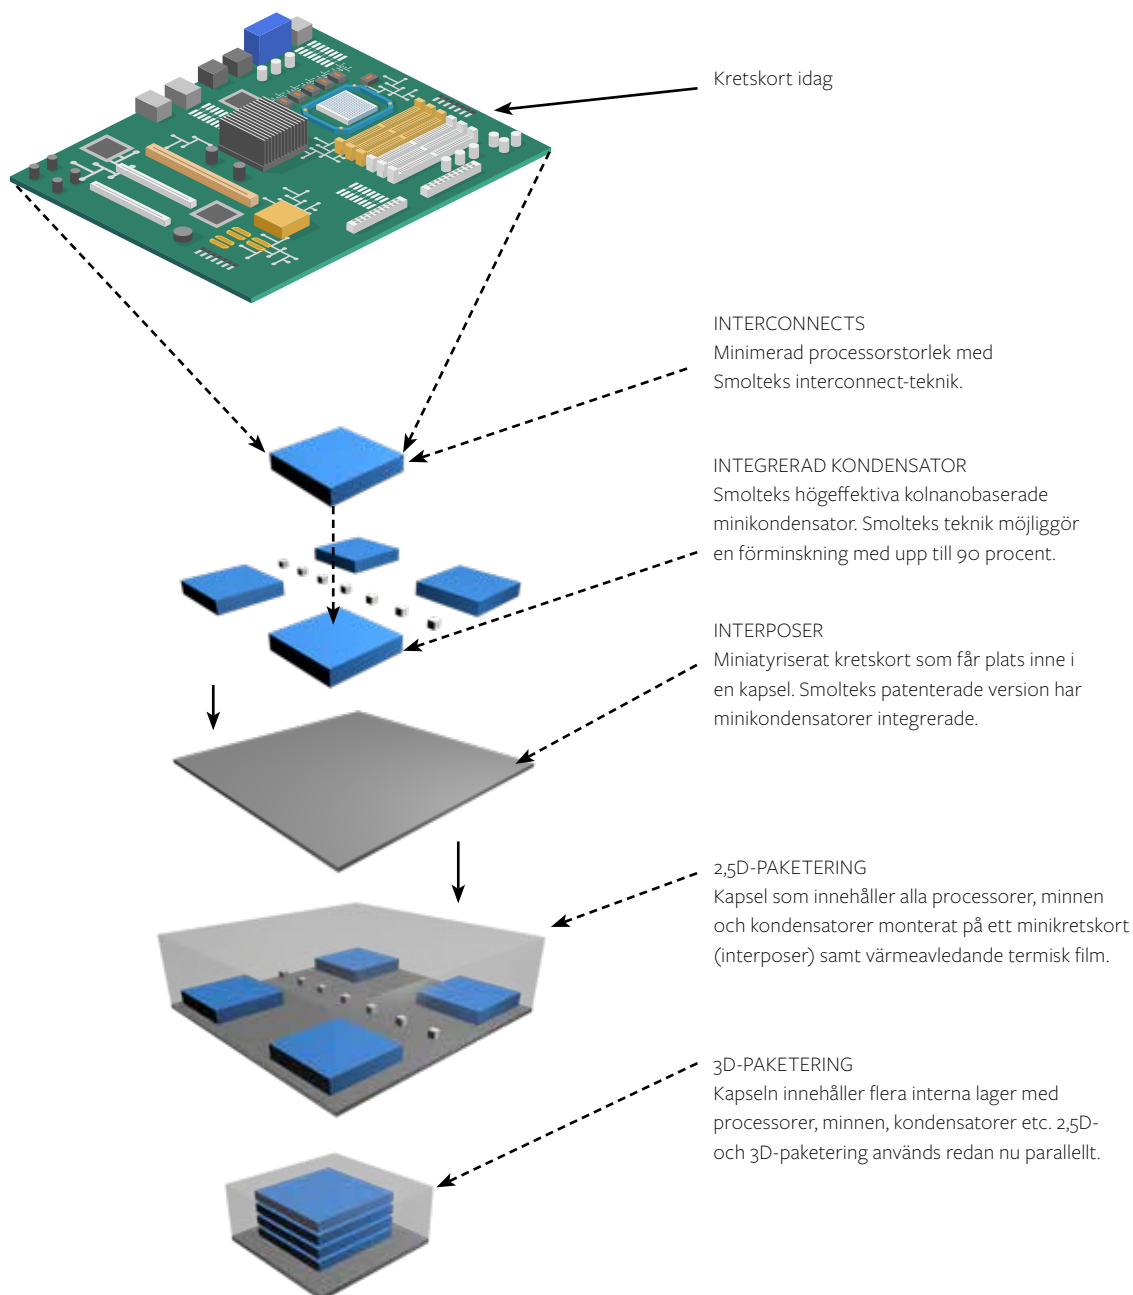 Kretskort idag
INTERCONNECTS
Minimerad processorstorlek med
Smolteks interconnect-teknik.
INTEGRERAD KONDENSATOR
Smolteks högeffektiva kolnanobaserade
minikondensator. Smolteks teknik möjliggör
en förminskning med upp till 90 procent.
INTERPOSER
Miniatyriserat kretskort som får plats inne i
en kapsel. Smolteks patenterade version har
minikondensatorer integrerade.
2,5D-PAKETERING
Kapsel som innehåller alla processorer, minnen
och kondensatorer monterat på ett minikretskort
(interposer) samt värmeavledande termisk film.
3D-PAKETERING
Kapseln innehåller flera interna lager med
processorer, minnen, kondensatorer etc. 2,5D-
och 3D-paketering används redan nu parallellt.